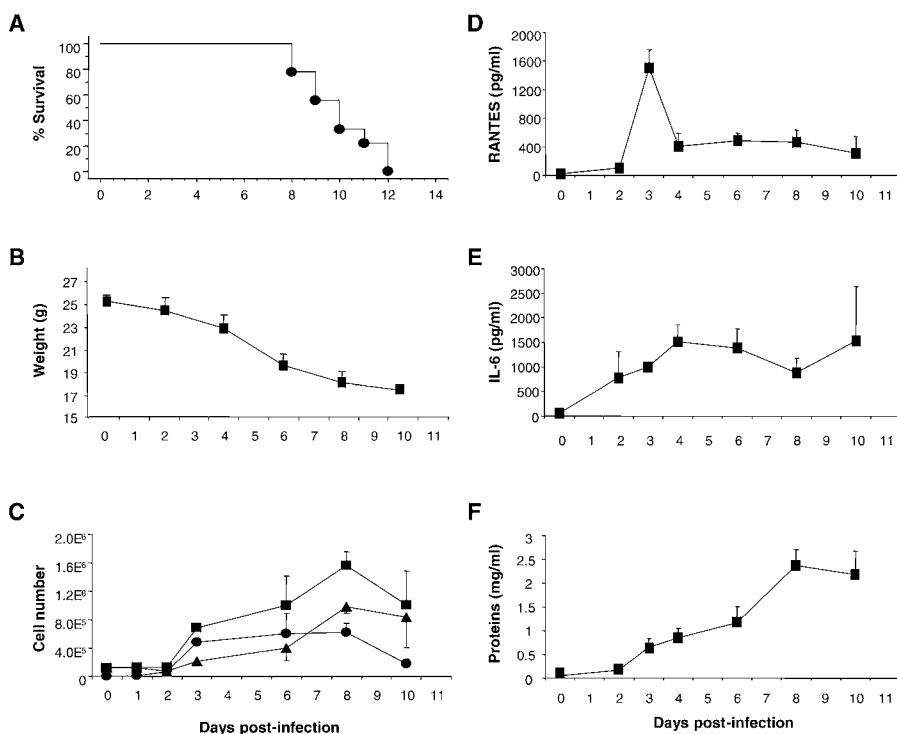 A
% Survival
100
80
60
40
20
0
0 2 4 6 8 10 12 14
B
Weight (g)
27
25
23
21
19
17
15
0 1 2 4 5 6 7 8 9 10 11
C
Cell number
2.0E⁶
1.6E⁶
1.2E⁶
8.0E⁵
4.0E⁵
0
0 1 2 3 5 6 7 8 9 10 11
Days post-infection
D
RANTES (pg/ml)
2000
1600
1200
800
400
0
0 1 2 3 4 5 6 7 8 9 10 11
E
IL-6 (pg/ml)
3000
2500
2000
1500
1000
500
0
0 1 2 3 4 5 6 7 8 9 10 11
F
Proteins (mg/ml)
3
2.5
2
1.5
1
0.5
0
0 1 2 3 4 5 6 7 8 9 10 11
Days post-infection